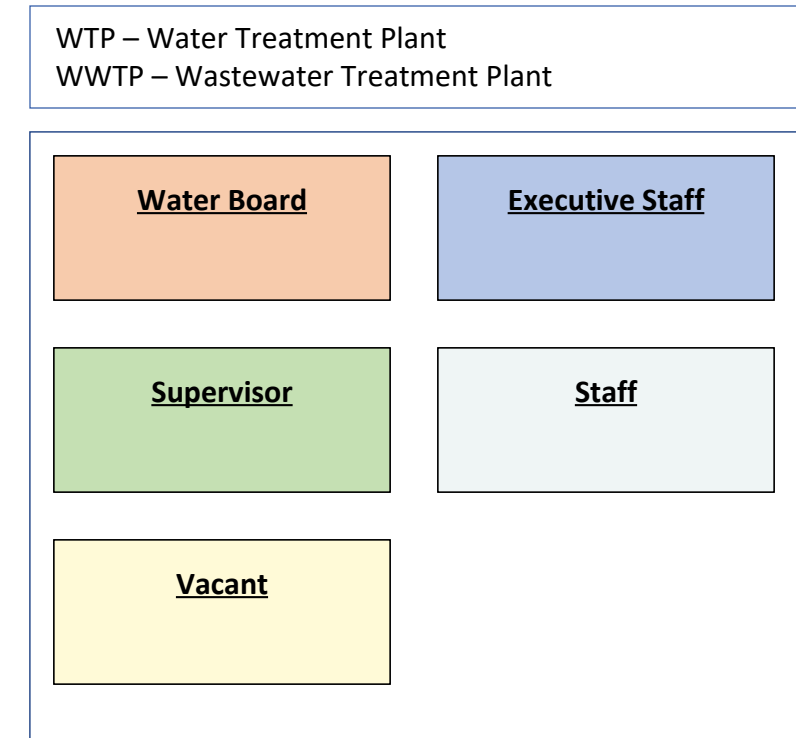 WTP – Water Treatment Plant
WWTP – Wastewater Treatment Plant
Water Board
Executive Staff
Supervisor
Staff
Vacant